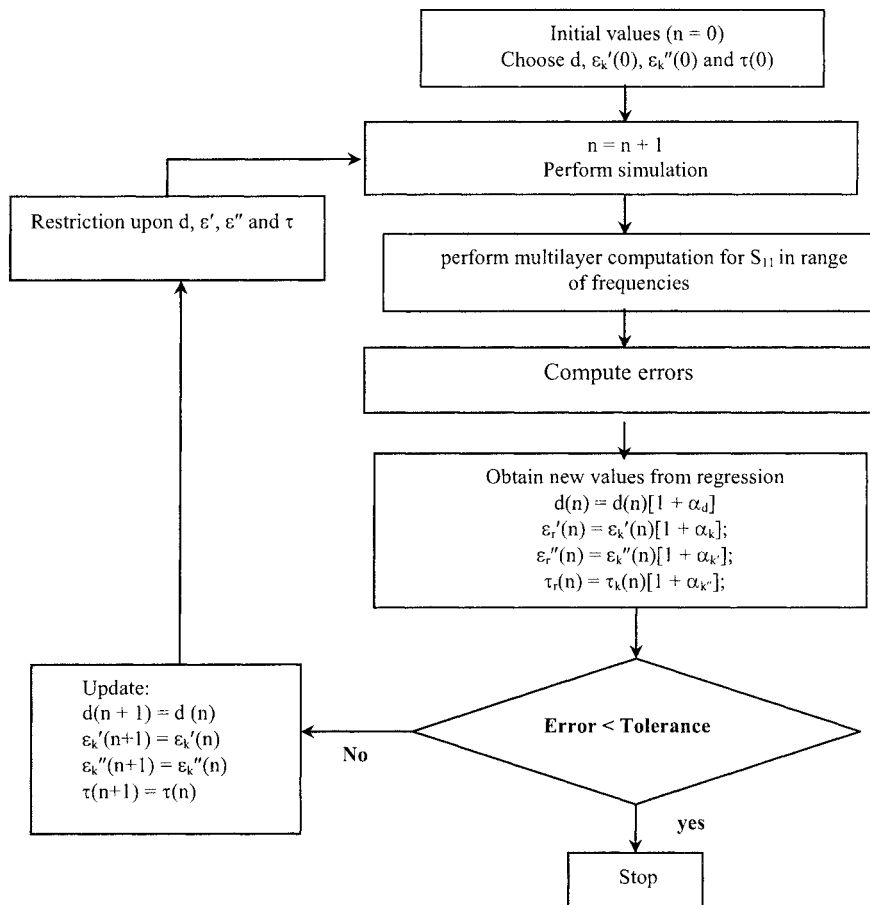 Initial values (n = 0)
Choose d, εk′(0), εk″(0) and τ(0)
n = n + 1
Perform simulation
Restriction upon d, ε′, ε″ and τ
perform multilayer computation for S11 in range
of frequencies
Compute errors
Obtain new values from regression
d(n) = d(n)[1 + αd]
εr′(n) = εk′(n)[1 + αk];
εr″(n) = εk″(n)[1 + αk′];
τr(n) = τk(n)[1 + αk″];
Error < Tolerance
No
Update:
d(n + 1) = d (n)
εk′(n+1) = εk′(n)
εk″(n+1) = εk″(n)
τ(n+1) = τ(n)
yes
Stop